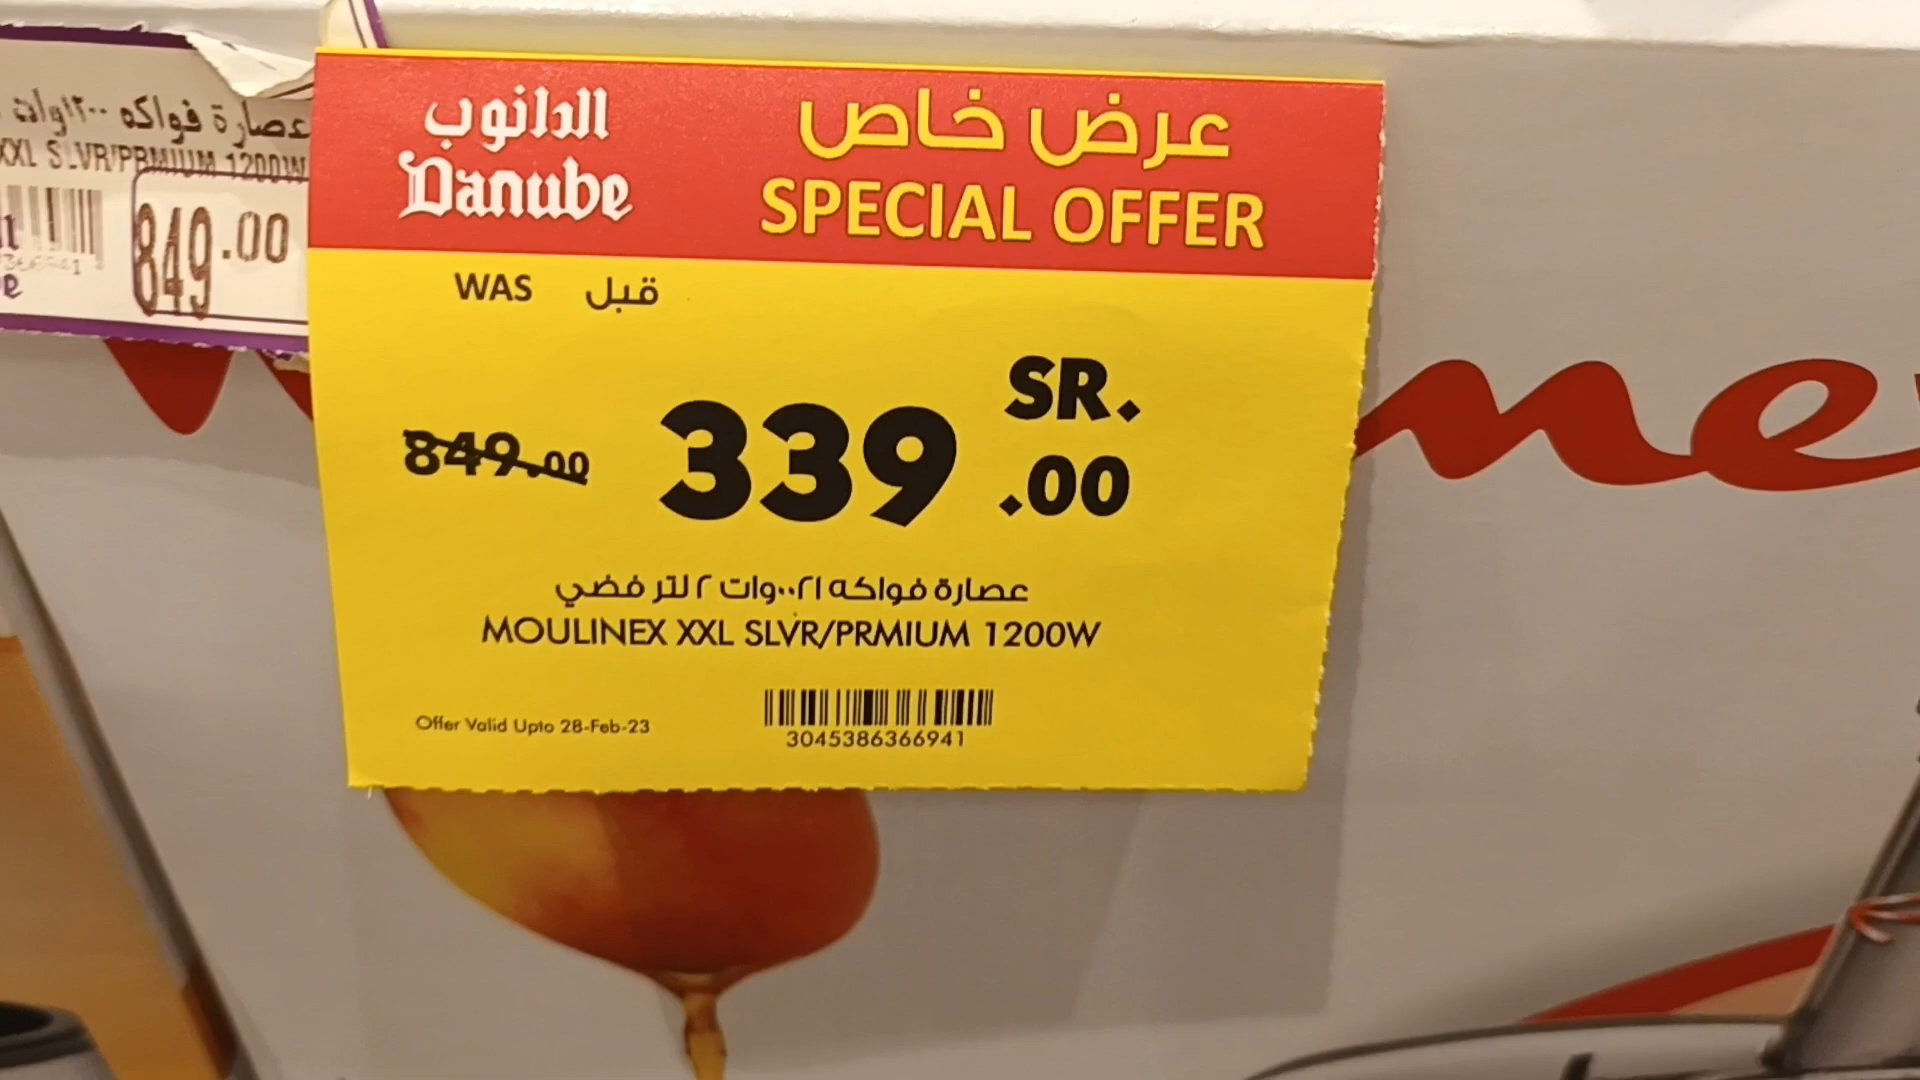 عصارة فواكه ١٢٠٠وات
XXL SLVR/PRMIUM 1200W
849.00
الدانوب
Danube
عرض خاص
SPECIAL OFFER
WAS قبل
SR.
849.00 339.00
عصارة فواكه ١٢٠٠وات ٢ لتر فضي
MOULINEX XXL SLVR/PRMIUM 1200W
Offer Valid Upto 28-Feb-23
3045386366941